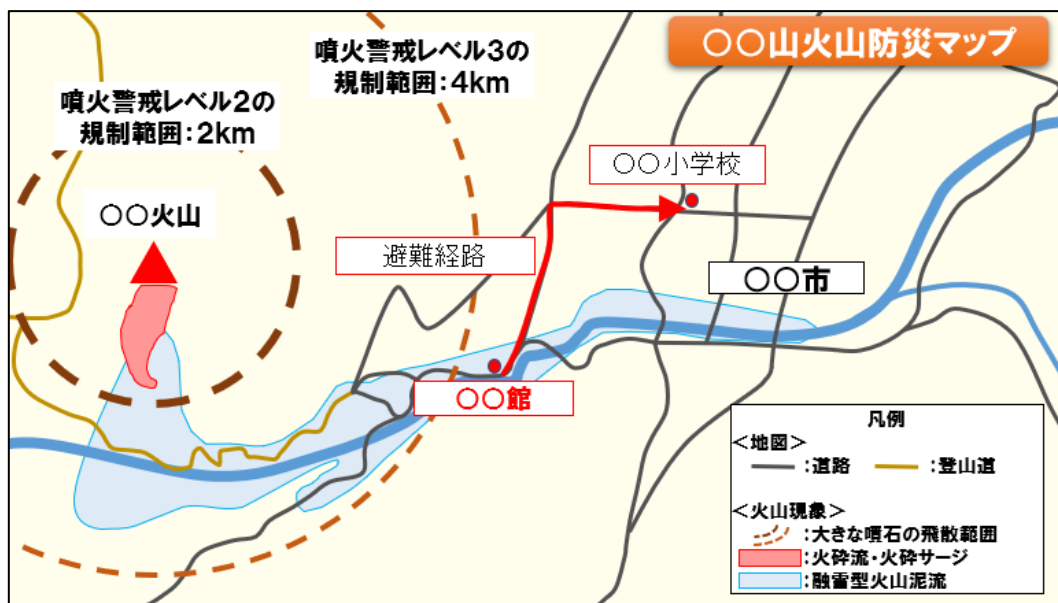 〇〇山火山防災マップ
噴火警戒レベル3の
規制範囲：4km
噴火警戒レベル2の
規制範囲：2km
〇〇火山
〇〇小学校
避難経路
〇〇市
〇〇館
凡例
＜地図＞
：道路
：登山道
＜火山現象＞
：大きな噴石の飛散範囲
：火砕流・火砕サージ
：融雪型火山泥流